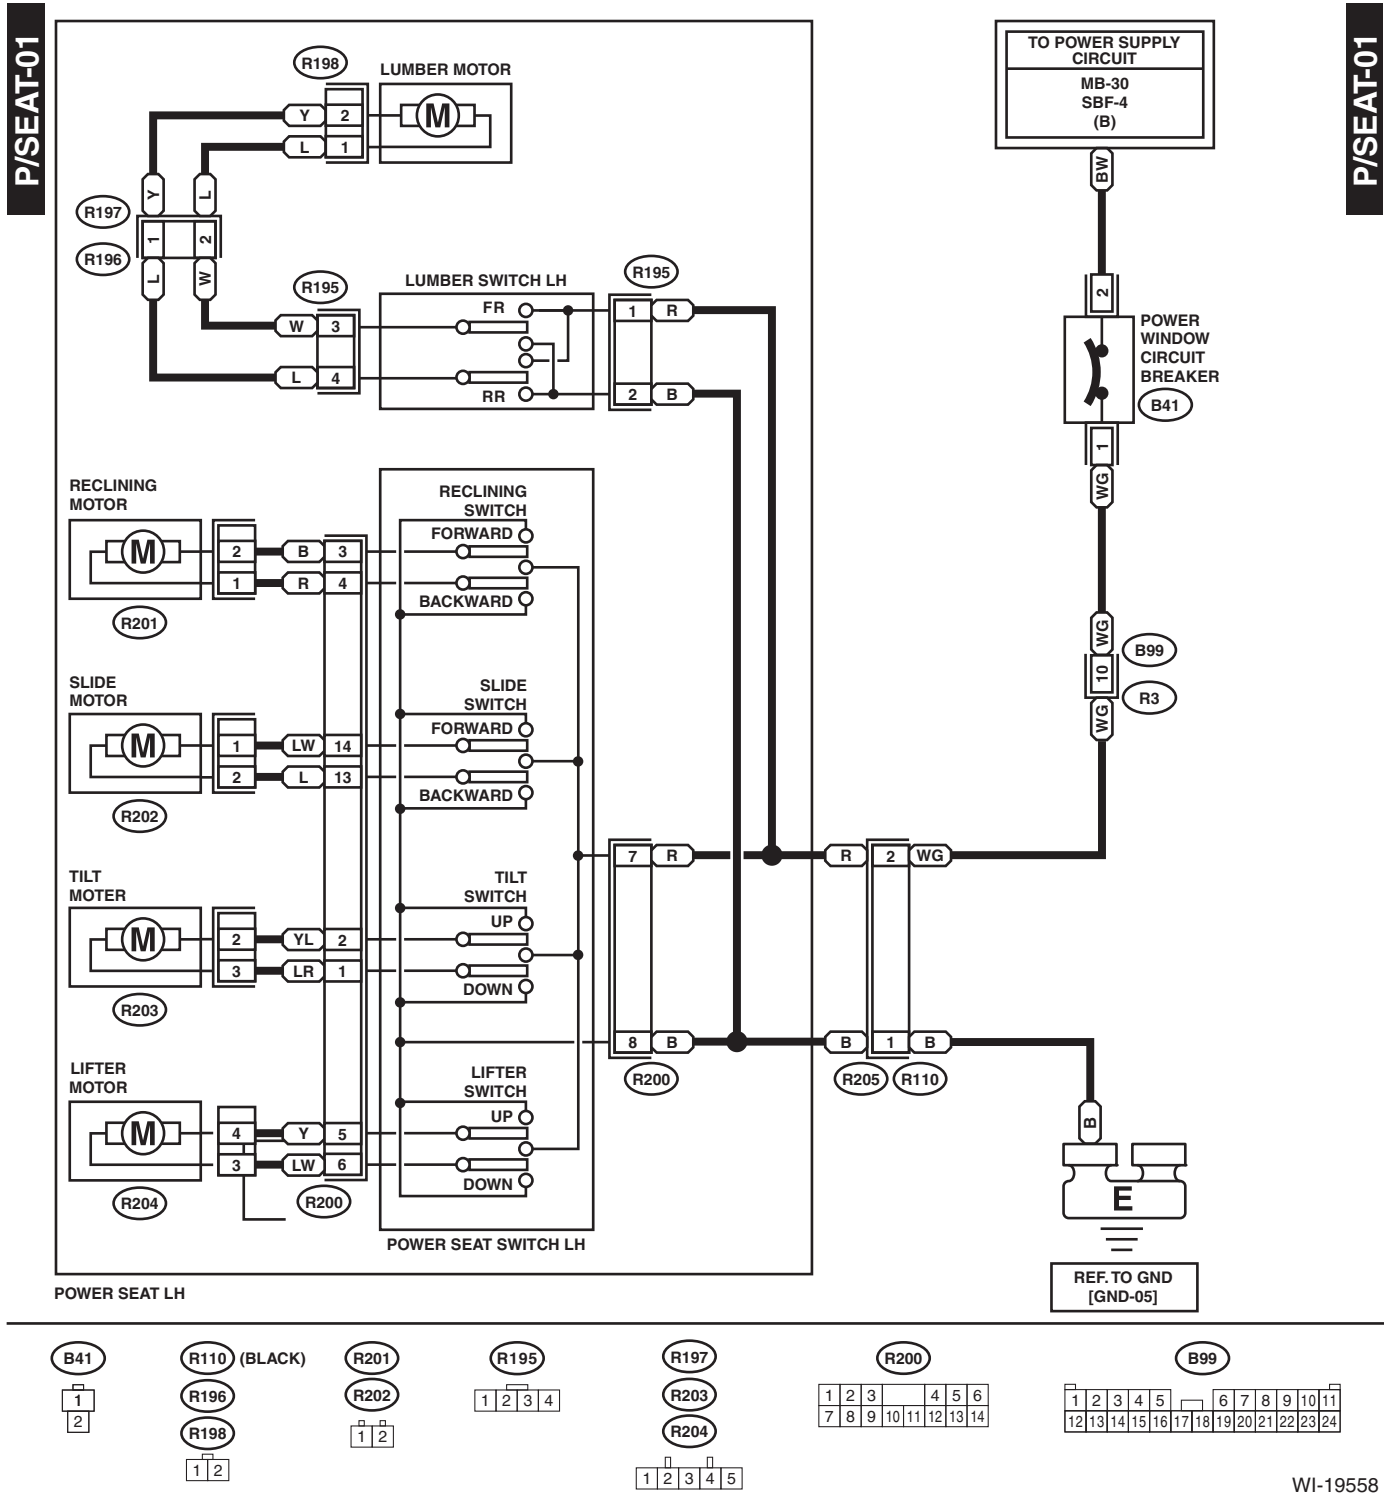 P/SEAT-01
P/SEAT-01
TO POWER SUPPLY
CIRCUIT
MB-30
SBF-4
(B)
BW
2
POWER
WINDOW
CIRCUIT
BREAKER
B41
1
WG
WG
B99
10
R3
WG
R198
LUMBER MOTOR
Y 2
M
L 1
Y L
R197
1 2
R196
L W
R195
LUMBER SWITCH LH
R195
FR
1 R
W 3
L 4
RR
2 B
RECLINING
MOTOR
M
2 B 3
1 R 4
R201
RECLINING
SWITCH
FORWARD
BACKWARD
SLIDE
MOTOR
M
1 LW 14
2 L 13
R202
SLIDE
SWITCH
FORWARD
BACKWARD
7 R
R 2 WG
TILT
MOTER
M
2 YL 2
3 LR 1
R203
TILT
SWITCH
UP
DOWN
8 B
B 1 B
R200
R205 R110
LIFTER
MOTOR
M
4 Y 5
3 LW 6
R204
R200
LIFTER
SWITCH
UP
DOWN
B
E
POWER SEAT SWITCH LH
REF. TO GND
[GND-05]
POWER SEAT LH
B41
1
2
R110 (BLACK)
R196
R198
1 2
R201
R202
1 2
R195
1 2 3 4
R197
R203
R204
1 2 3 4 5
R200
1 2 3 4 5 6
7 8 9 10 11 12 13 14
B99
1 2 3 4 5 6 7 8 9 10 11
12 13 14 15 16 17 18 19 20 21 22 23 24
WI-19558